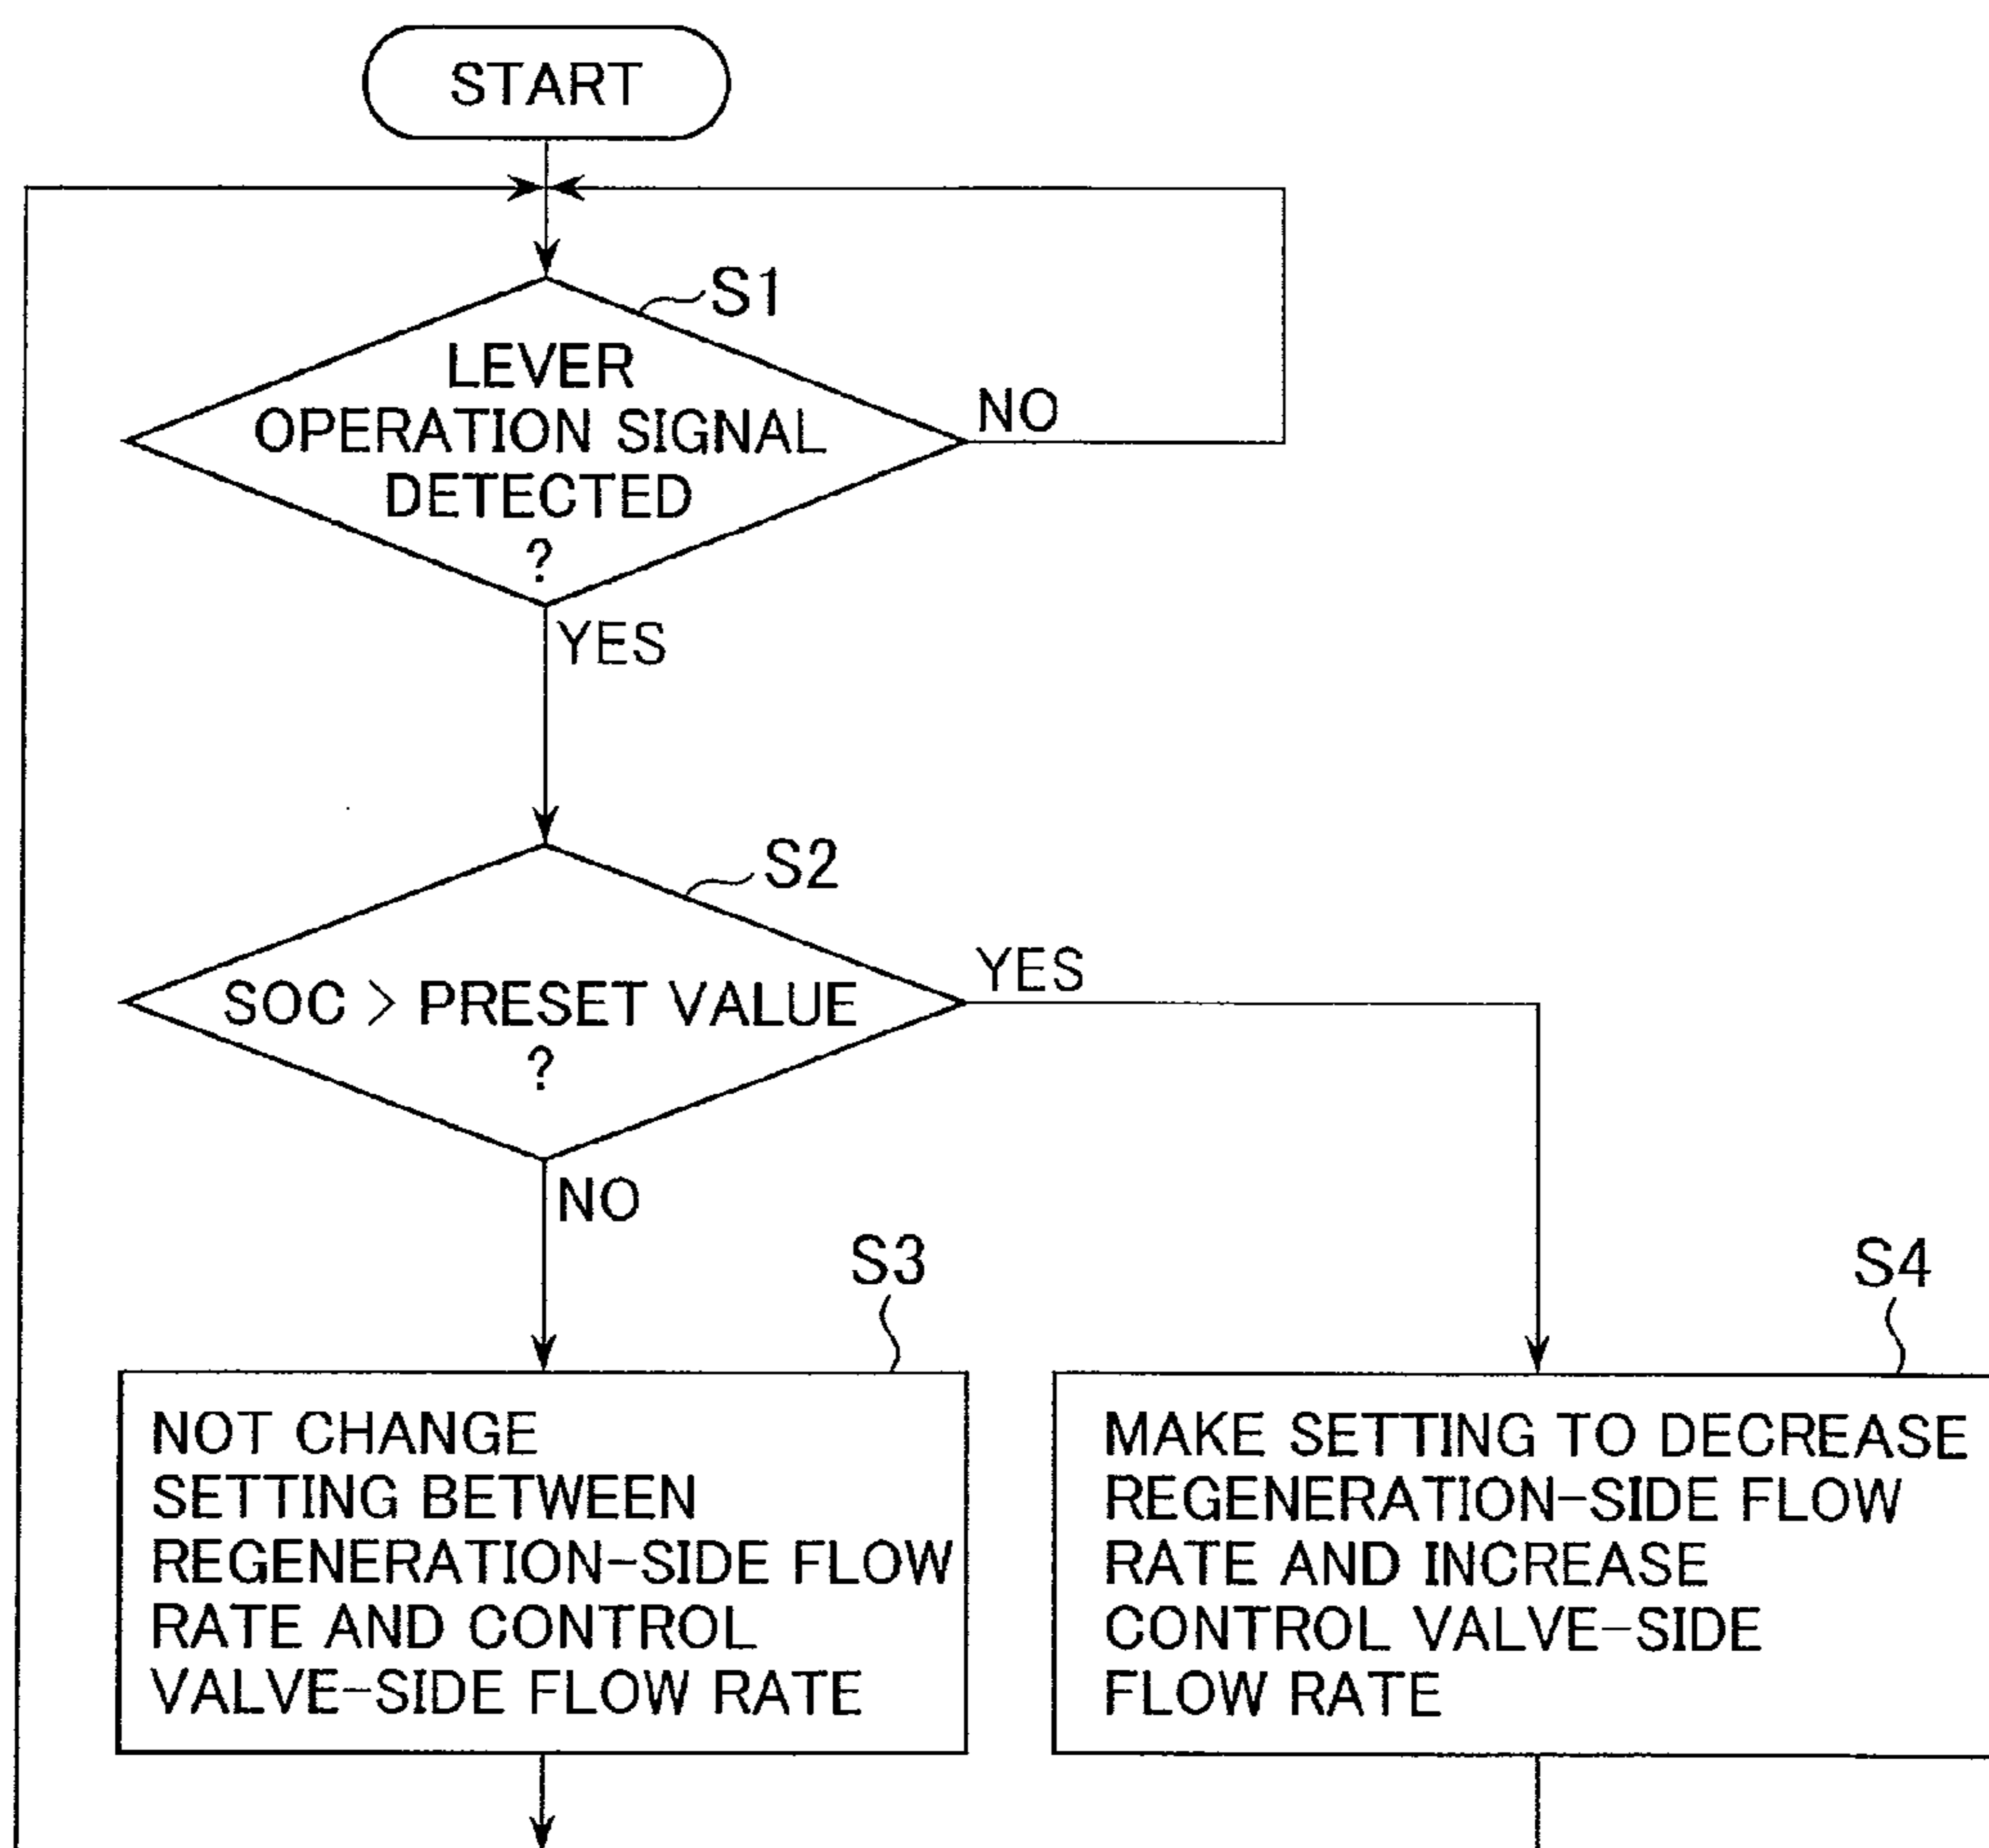 START
S1
LEVER
OPERATION SIGNAL
DETECTED
?
NO
YES
S2
SOC > PRESET VALUE
?
YES
NO
S3
NOT CHANGE
SETTING BETWEEN
REGENERATION-SIDE FLOW
RATE AND CONTROL
VALVE-SIDE FLOW RATE
S4
MAKE SETTING TO DECREASE
REGENERATION-SIDE FLOW
RATE AND INCREASE
CONTROL VALVE-SIDE
FLOW RATE